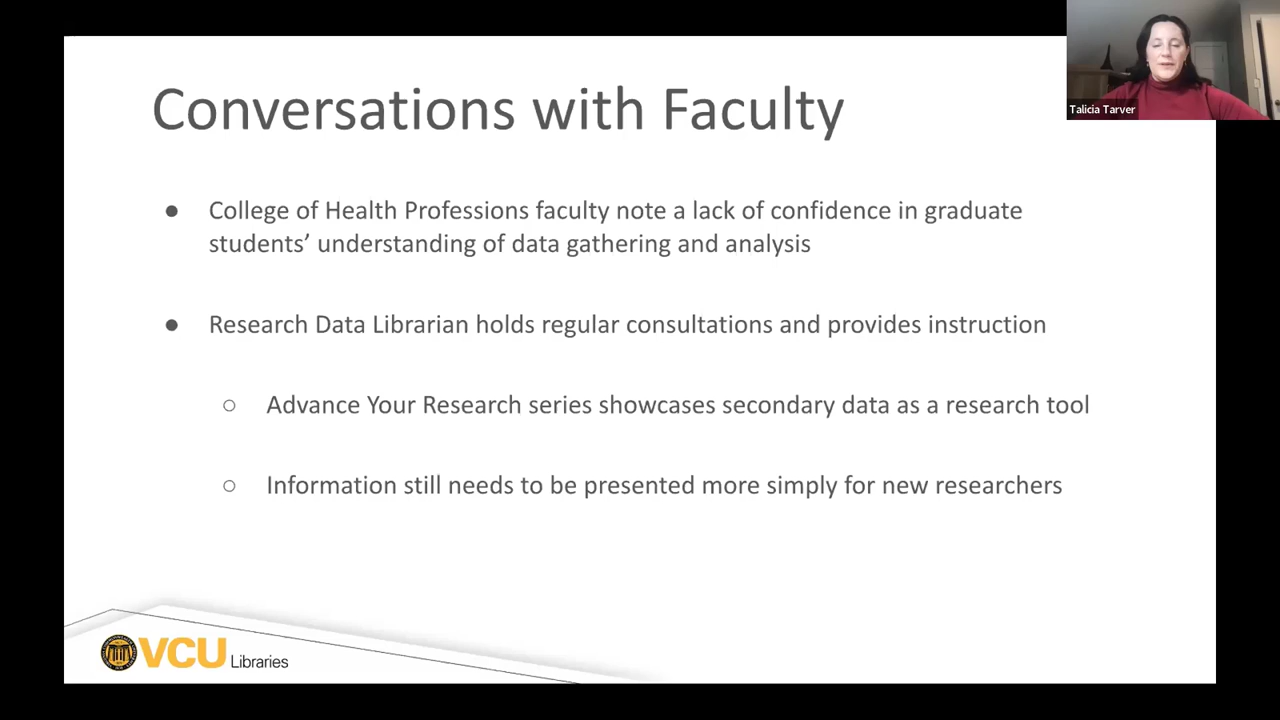 Conversations with Faculty
Talicia Tarver
● College of Health Professions faculty note a lack of confidence in graduate
students’ understanding of data gathering and analysis
● Research Data Librarian holds regular consultations and provides instruction
○ Advance Your Research series showcases secondary data as a research tool
○ Information still needs to be presented more simply for new researchers
VCU Libraries